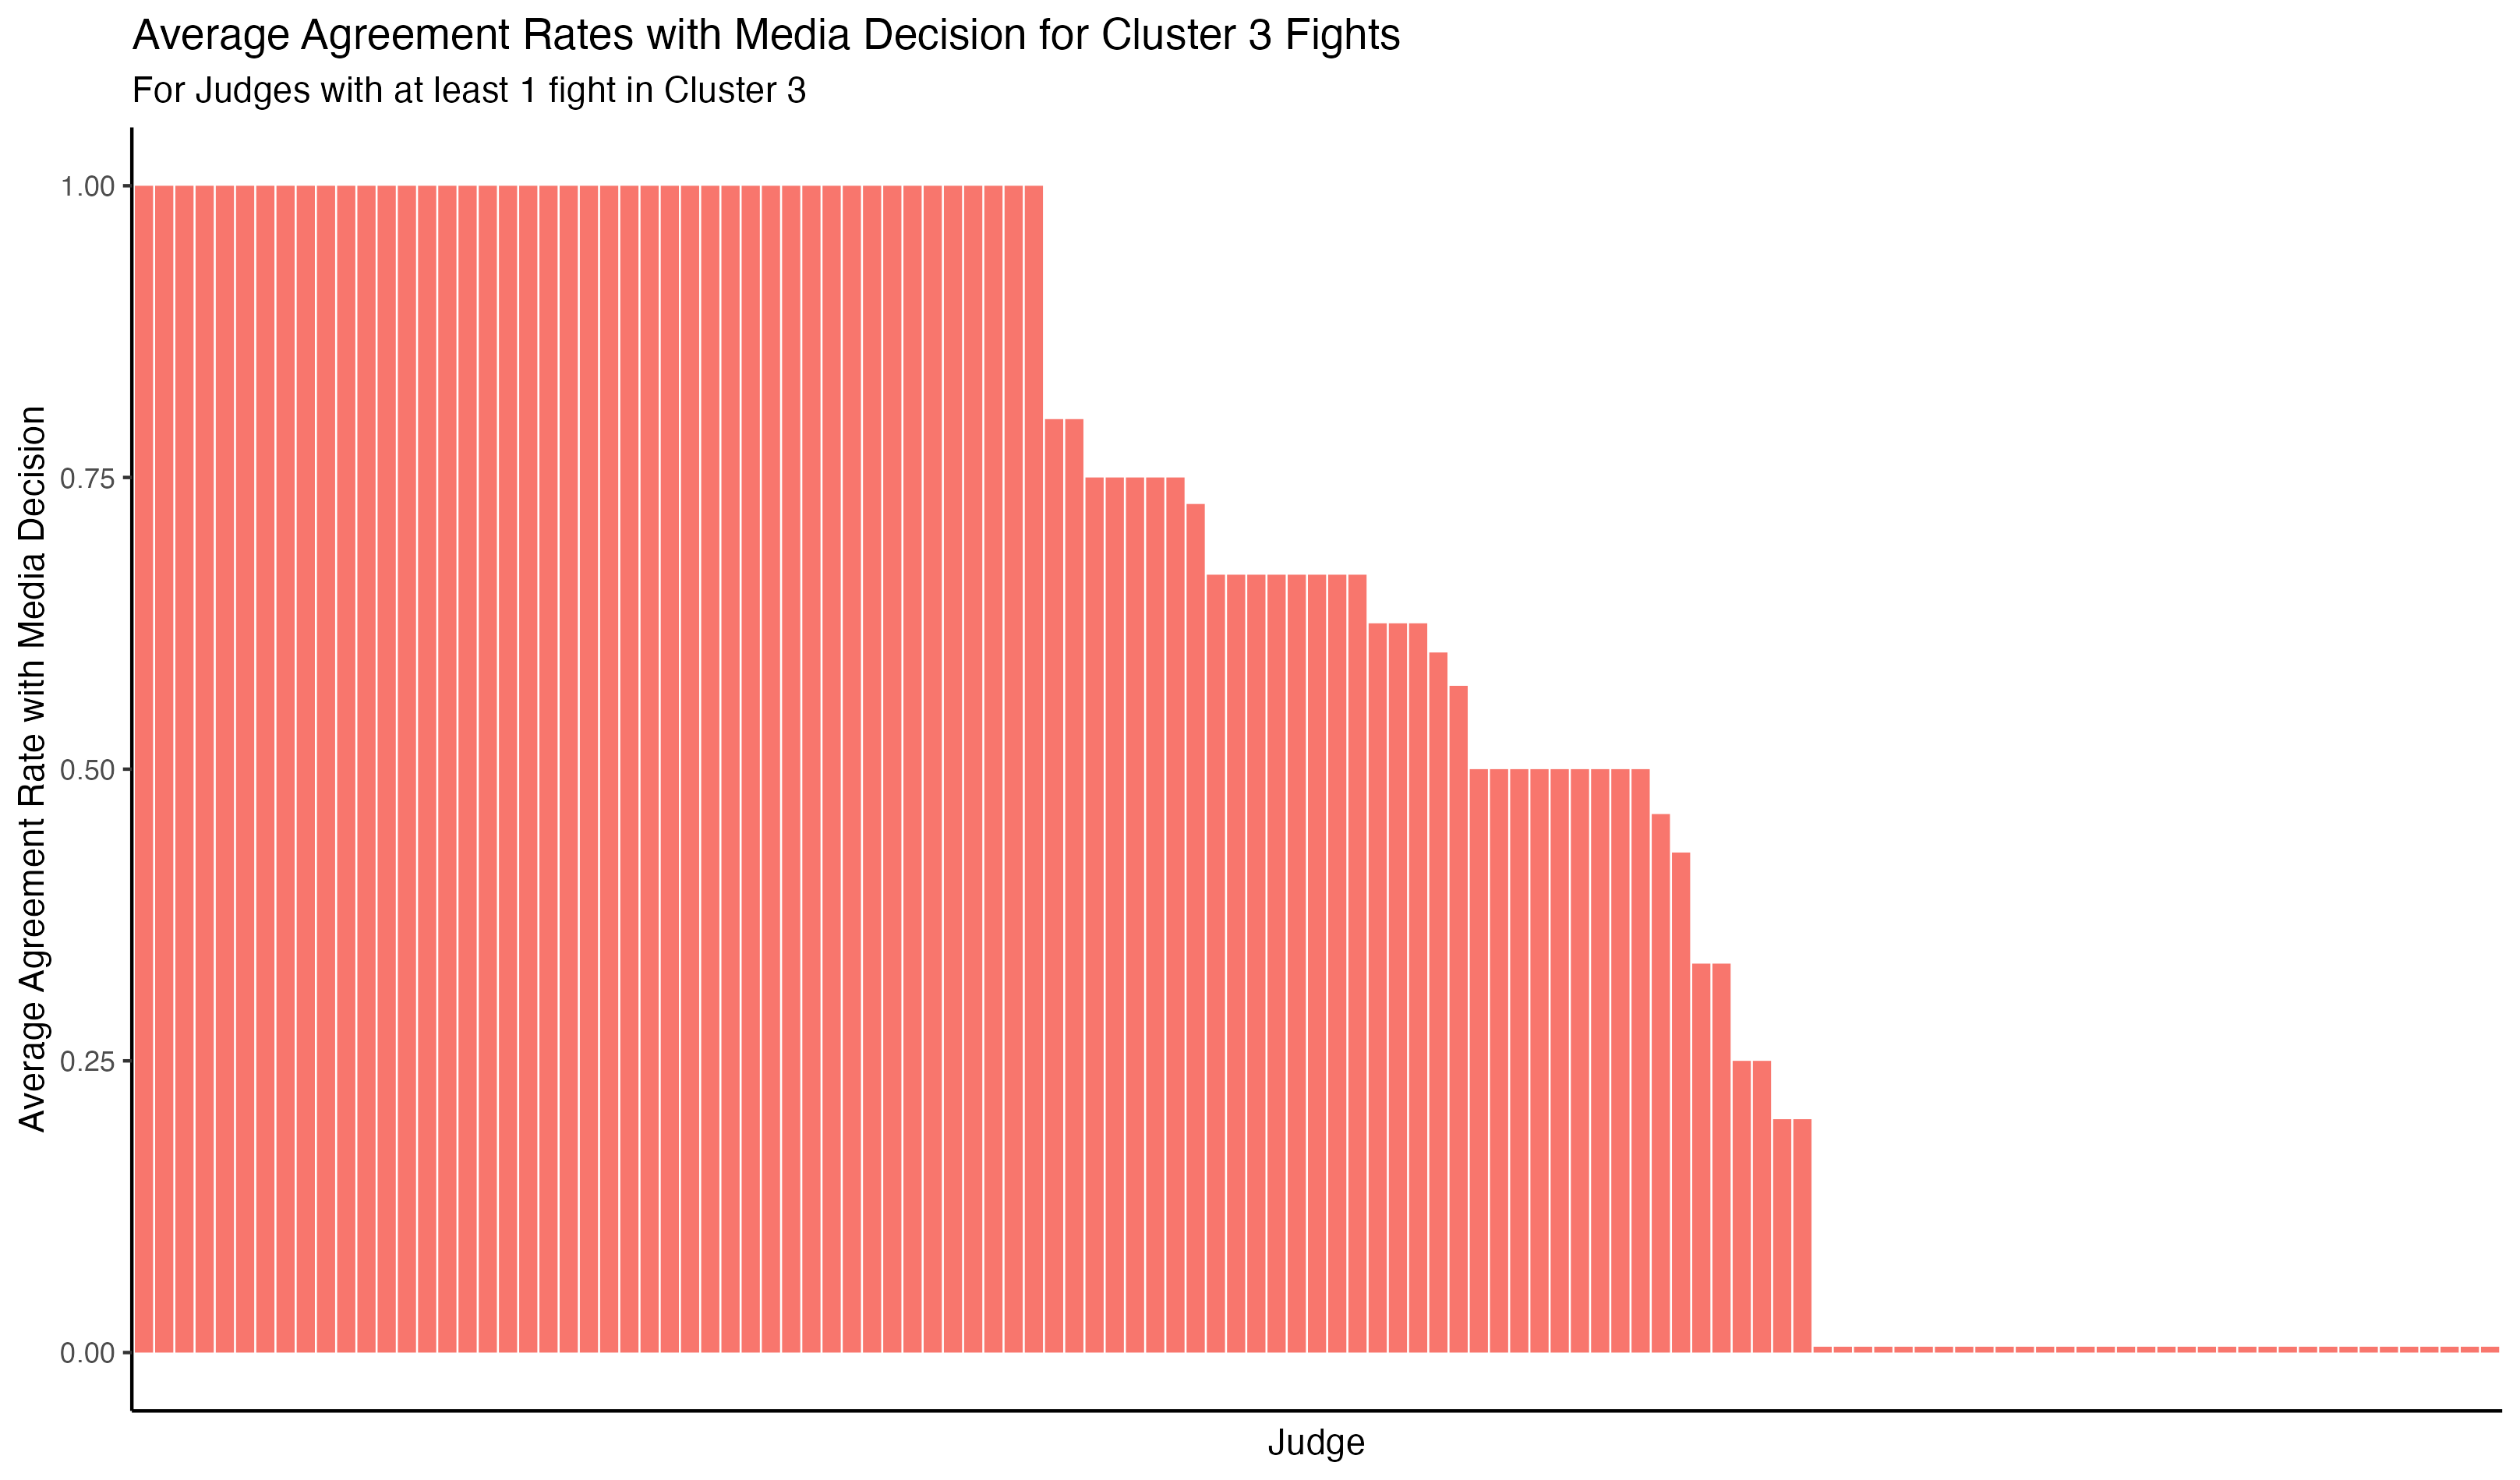 Average Agreement Rates with Media Decision for Cluster 3 Fights
For Judges with at least 1 fight in Cluster 3
Average Agreement Rate with Media Decision
1.00
0.75
0.50
0.25
0.00
Judge